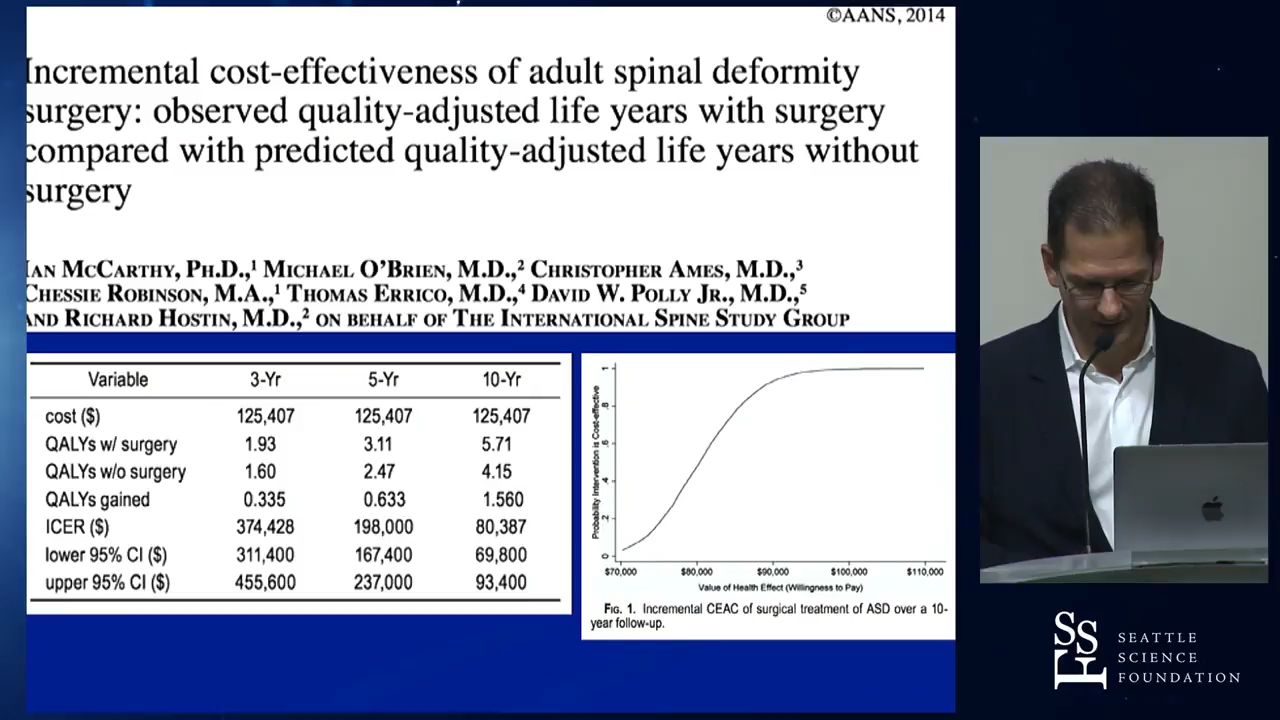 ©AANS, 2014
Incremental cost-effectiveness of adult spinal deformity
surgery: observed quality-adjusted life years with surgery
compared with predicted quality-adjusted life years without
surgery
IAN MCCARTHY, PH.D.,¹ MICHAEL O'BRIEN, M.D.,² CHRISTOPHER AMES, M.D.,³
CHESSIE ROBINSON, M.A.,¹ THOMAS ERRICO, M.D.,⁴ DAVID W. POLLY JR., M.D.,⁵
AND RICHARD HOSTIN, M.D.,² ON BEHALF OF THE INTERNATIONAL SPINE STUDY GROUP
Variable 3-Yr 5-Yr 10-Yr
cost ($) 125,407 125,407 125,407
QALYs w/ surgery 1.93 3.11 5.71
QALYs w/o surgery 1.60 2.47 4.15
QALYs gained 0.335 0.633 1.560
ICER ($) 374,428 198,000 80,387
lower 95% CI ($) 311,400 167,400 69,800
upper 95% CI ($) 455,600 237,000 93,400
Probability Intervention is Cost-effective
1
.8
.6
.4
.2
0
$70,000 $80,000 $90,000 $100,000 $110,000
Value of Health Effect (Willingness to Pay)
FIG. 1. Incremental CEAC of surgical treatment of ASD over a 10-
year follow-up.
SSF
SEATTLE
SCIENCE
FOUNDATION